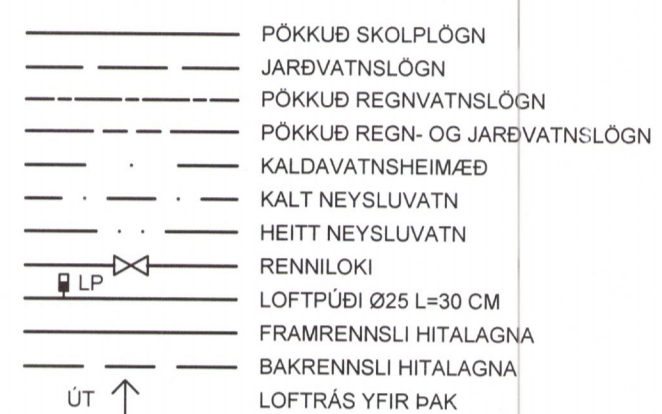 PÖKKUÐ SKOLPLÖGN
JARÐVATNSLÖGN
PÖKKUÐ REGNVATNSLÖGN
PÖKKUÐ REGN- OG JARÐVATNSLÖGN
KALDAVATNSHEIMÆÐ
KALT NEYSLUVATN
HEITT NEYSLUVATN
RENNILOKI
LP LOFTPÚÐI Ø25 L=30 CM
FRAMRENNSLI HITALAGNA
BAKRENNSLI HITALAGNA
ÚT LOFTRÁS YFIR ÞAK